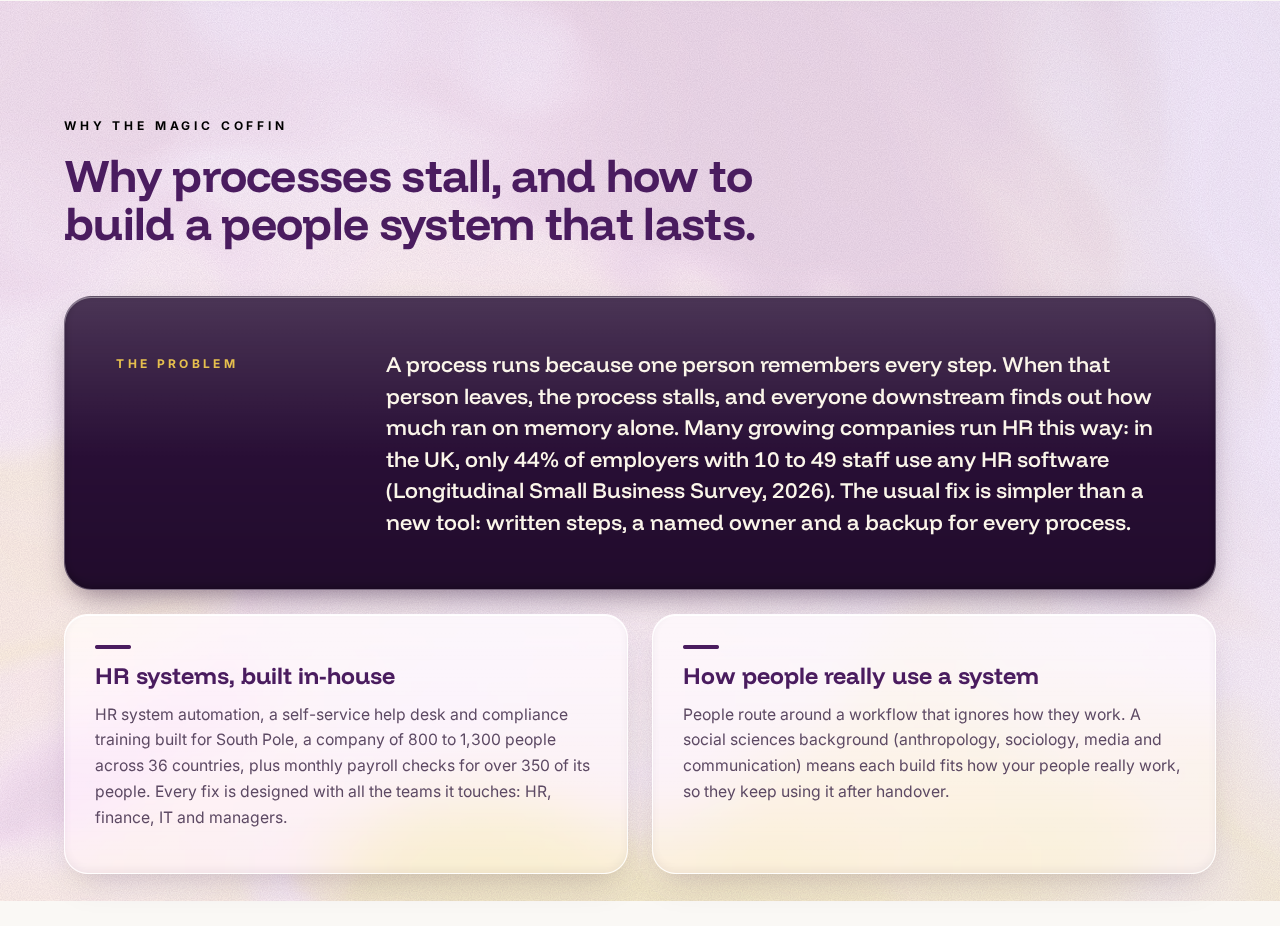 WHY THE MAGIC COFFIN
Why processes stall, and how to
build a people system that lasts.
THE PROBLEM
A process runs because one person remembers every step. When that
person leaves, the process stalls, and everyone downstream finds out how
much ran on memory alone. Many growing companies run HR this way: in
the UK, only 44% of employers with 10 to 49 staff use any HR software
(Longitudinal Small Business Survey, 2026). The usual fix is simpler than a
new tool: written steps, a named owner and a backup for every process.
HR systems, built in-house
HR system automation, a self-service help desk and compliance
training built for South Pole, a company of 800 to 1,300 people
across 36 countries, plus monthly payroll checks for over 350 of its
people. Every fix is designed with all the teams it touches: HR,
finance, IT and managers.
How people really use a system
People route around a workflow that ignores how they work. A
social sciences background (anthropology, sociology, media and
communication) means each build fits how your people really work,
so they keep using it after handover.